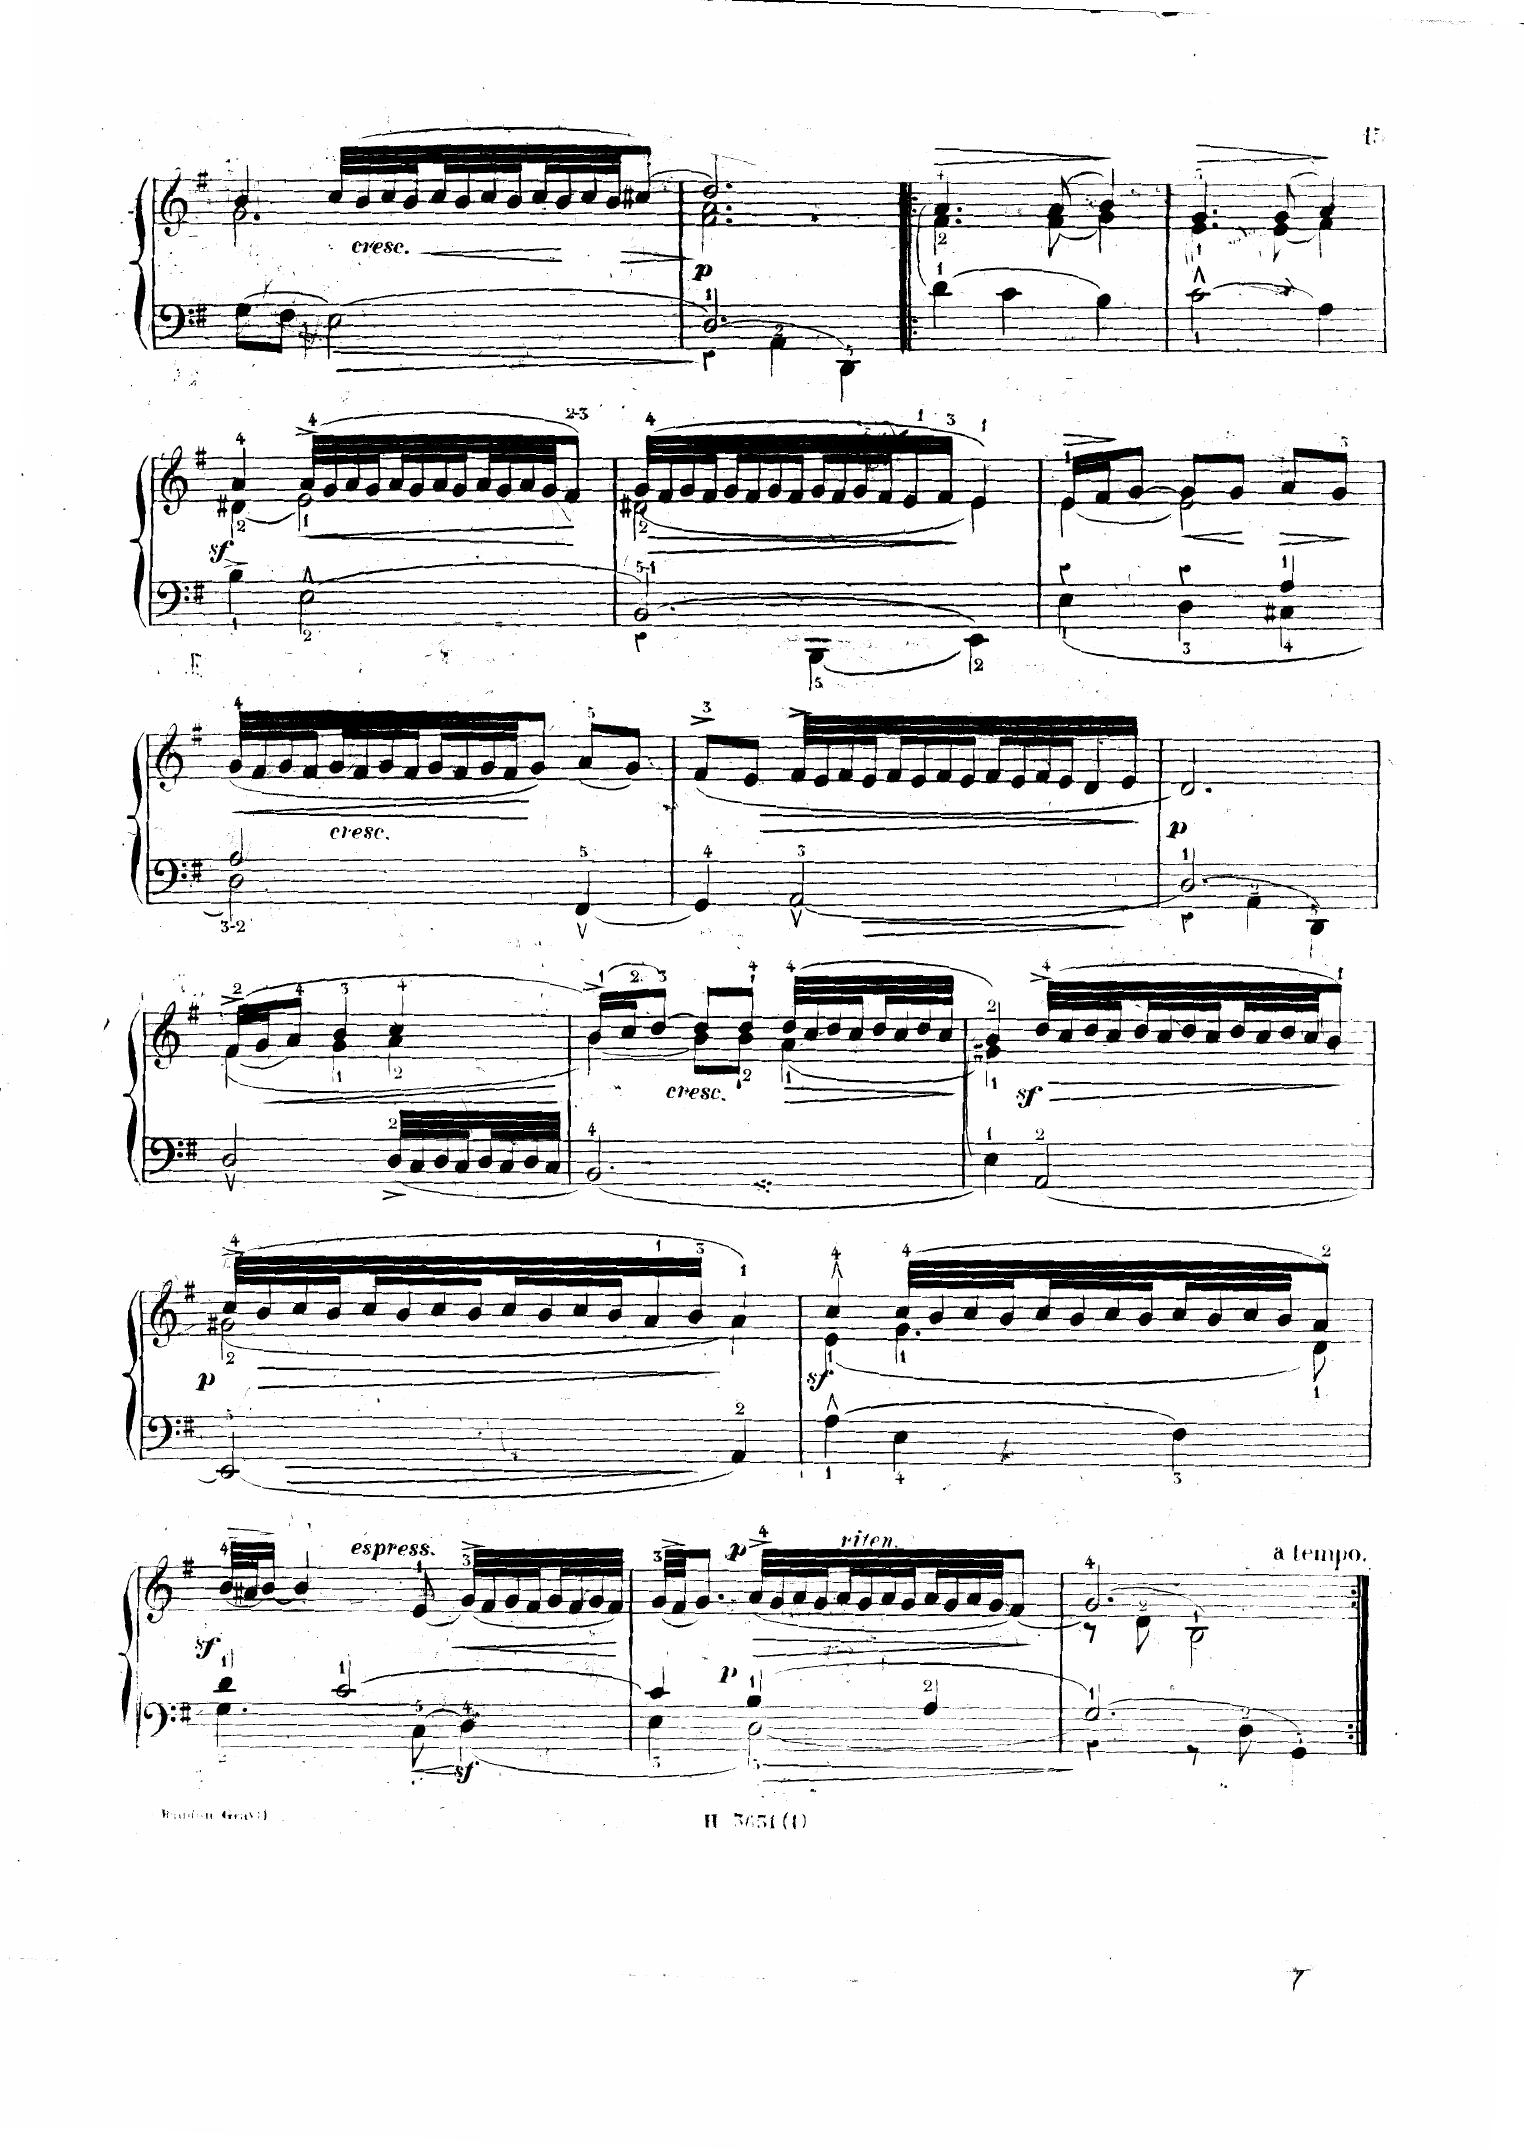 15
cresc.
p
sf
cresc.
p
cresc.
sf
p
sf
espress.
p
riten.
a tempo.
sf
p
sf
H 3651 (1)
7